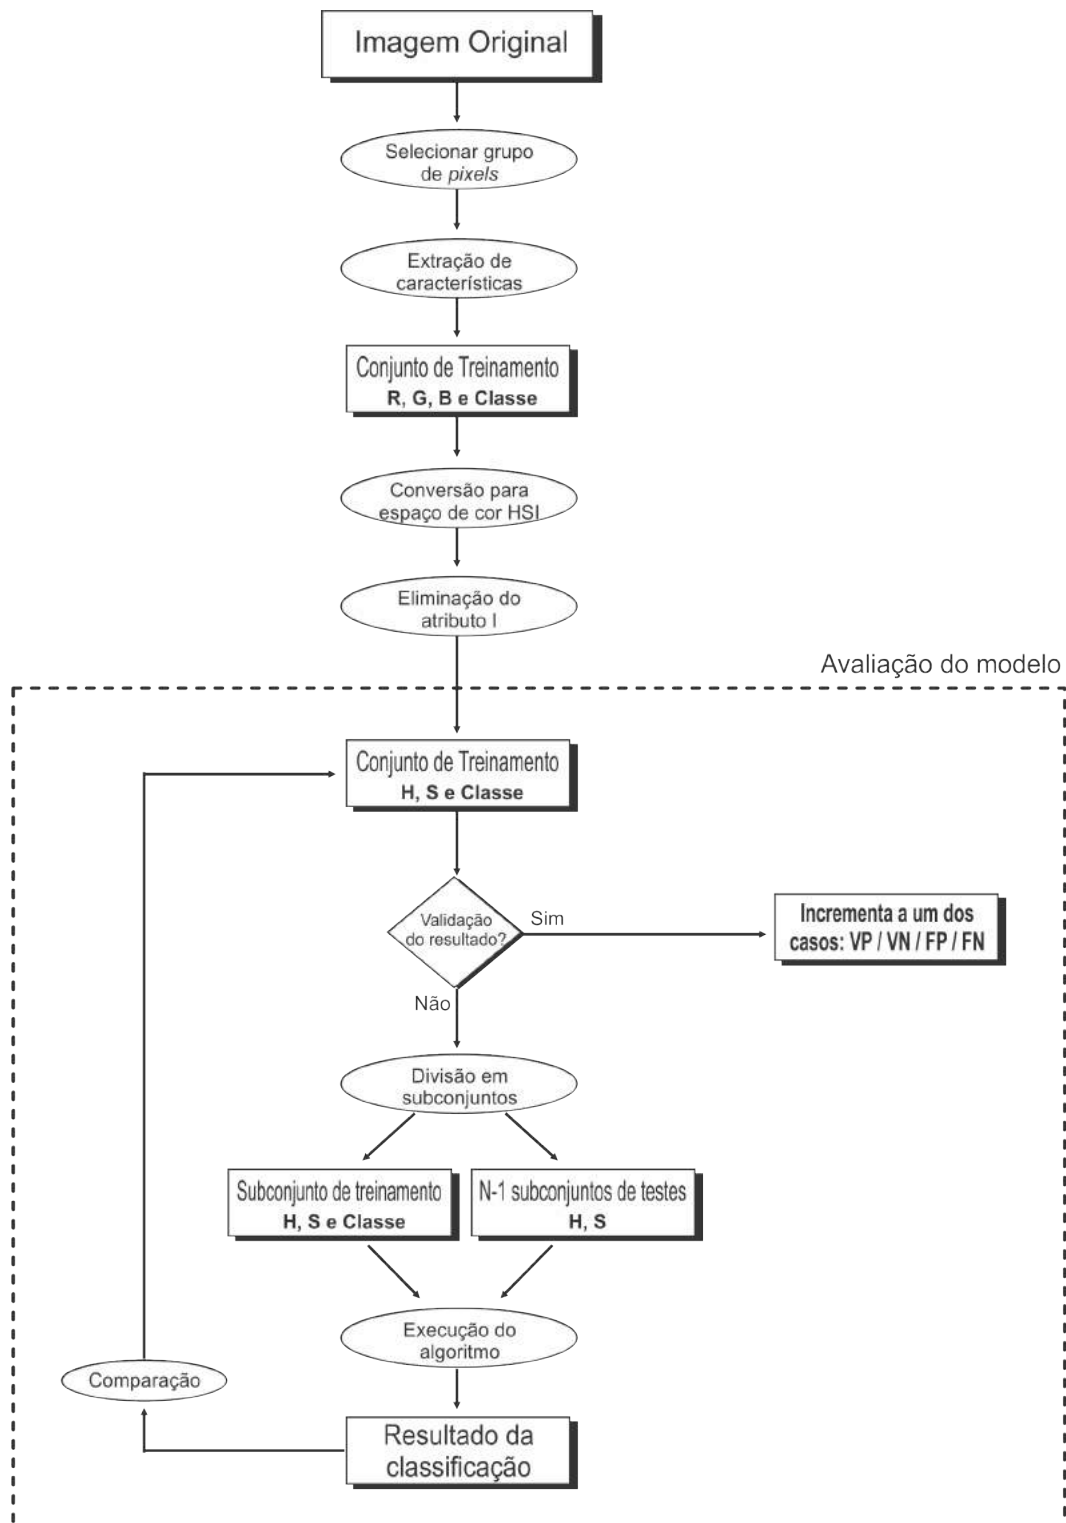 Imagem Original
Selecionar grupo
de pixels
Extração de
características
Conjunto de Treinamento
R, G, B e Classe
Conversão para
espaço de cor HSI
Eliminação do
atributo I
Avaliação do modelo
Conjunto de Treinamento
H, S e Classe
Validação
do resultado?
Sim
Incrementa a um dos
casos: VP / VN / FP / FN
Não
Divisão em
subconjuntos
Subconjunto de treinamento
H, S e Classe
N-1 subconjuntos de testes
H, S
Execução do
algoritmo
Comparação
Resultado da
classificação